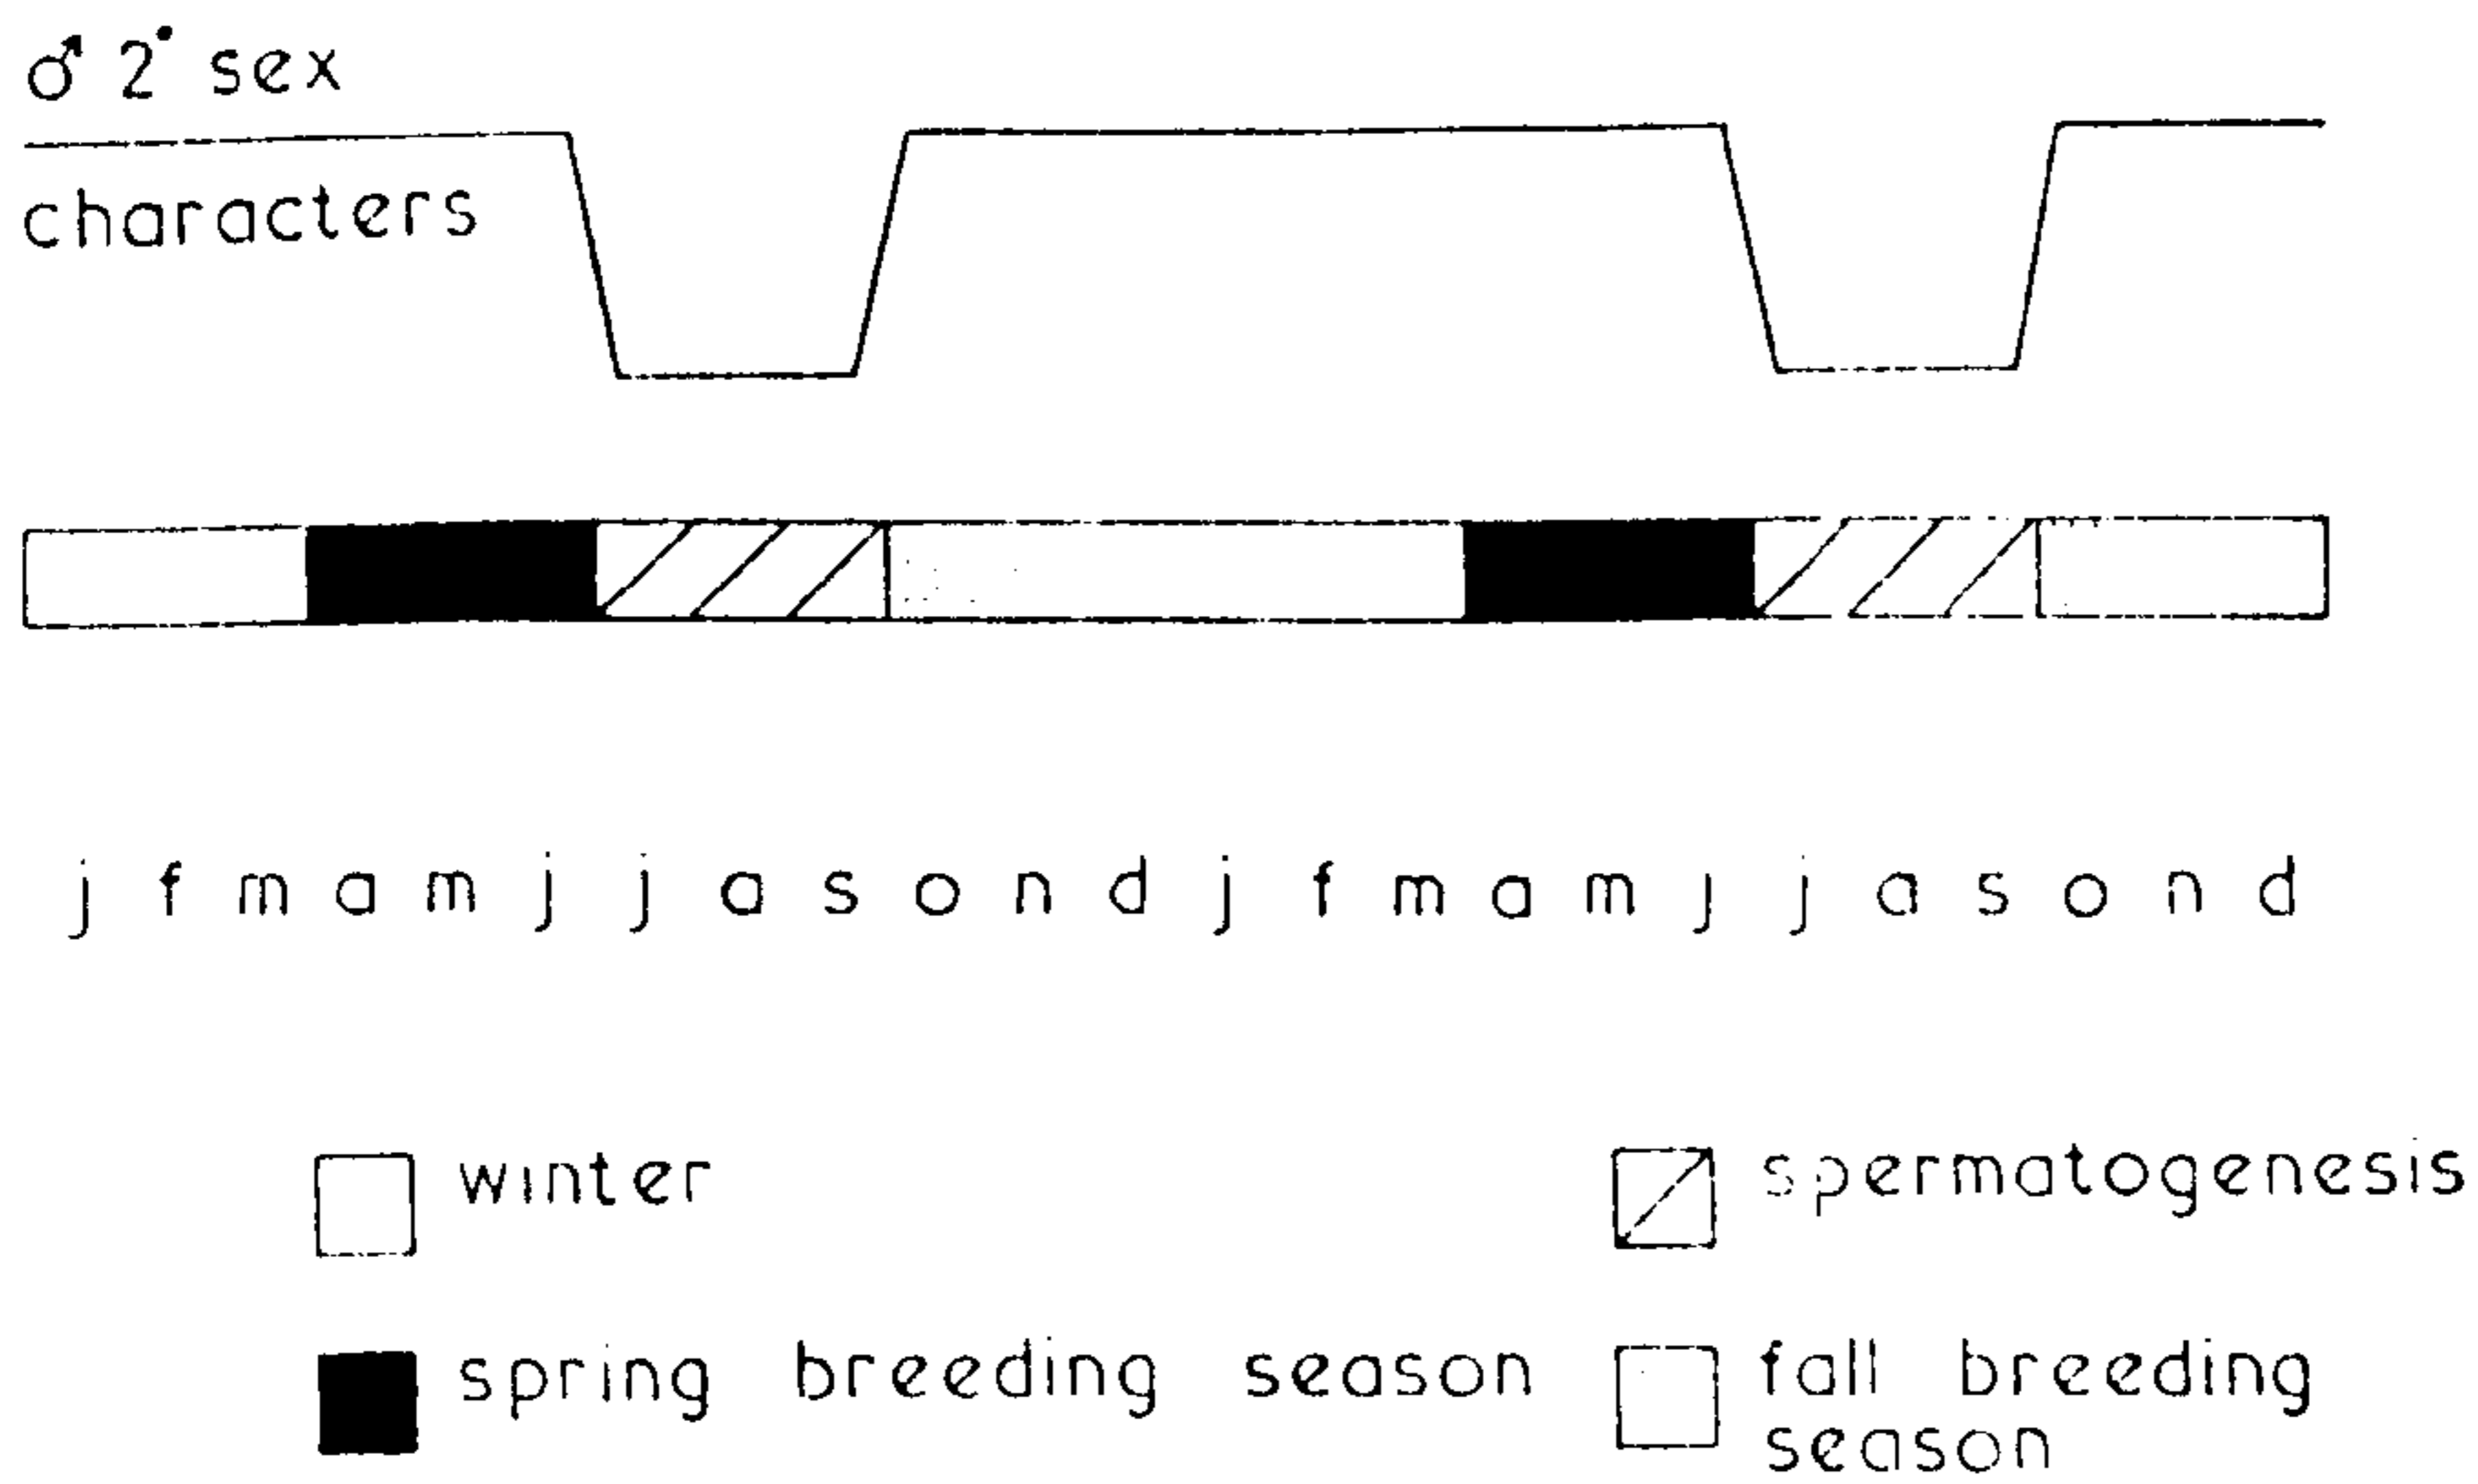 ♂ 2° sex
characters
j f m a m j j a s o n d j f m a m j j a s o n d
winter
spermatogenesis
spring breeding season
fall breeding
season